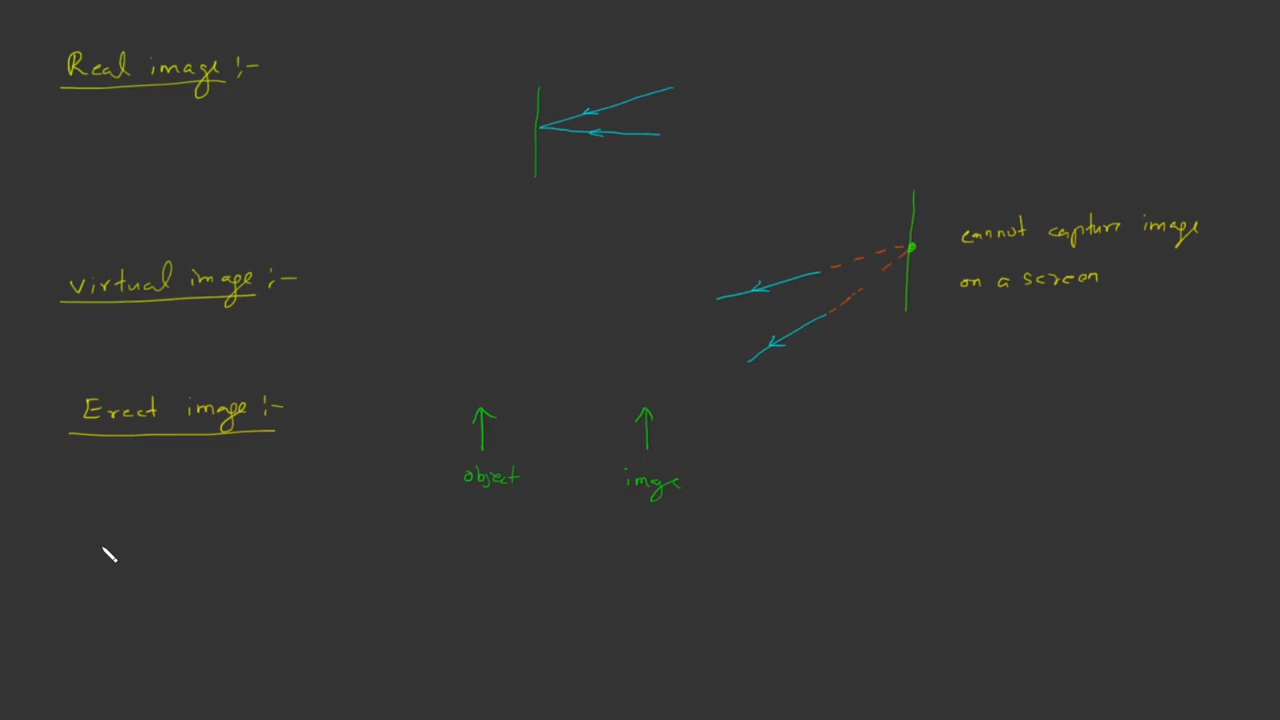 Real image :-
cannot capture image
on a screen
virtual image :-
Erect image :-
object
image